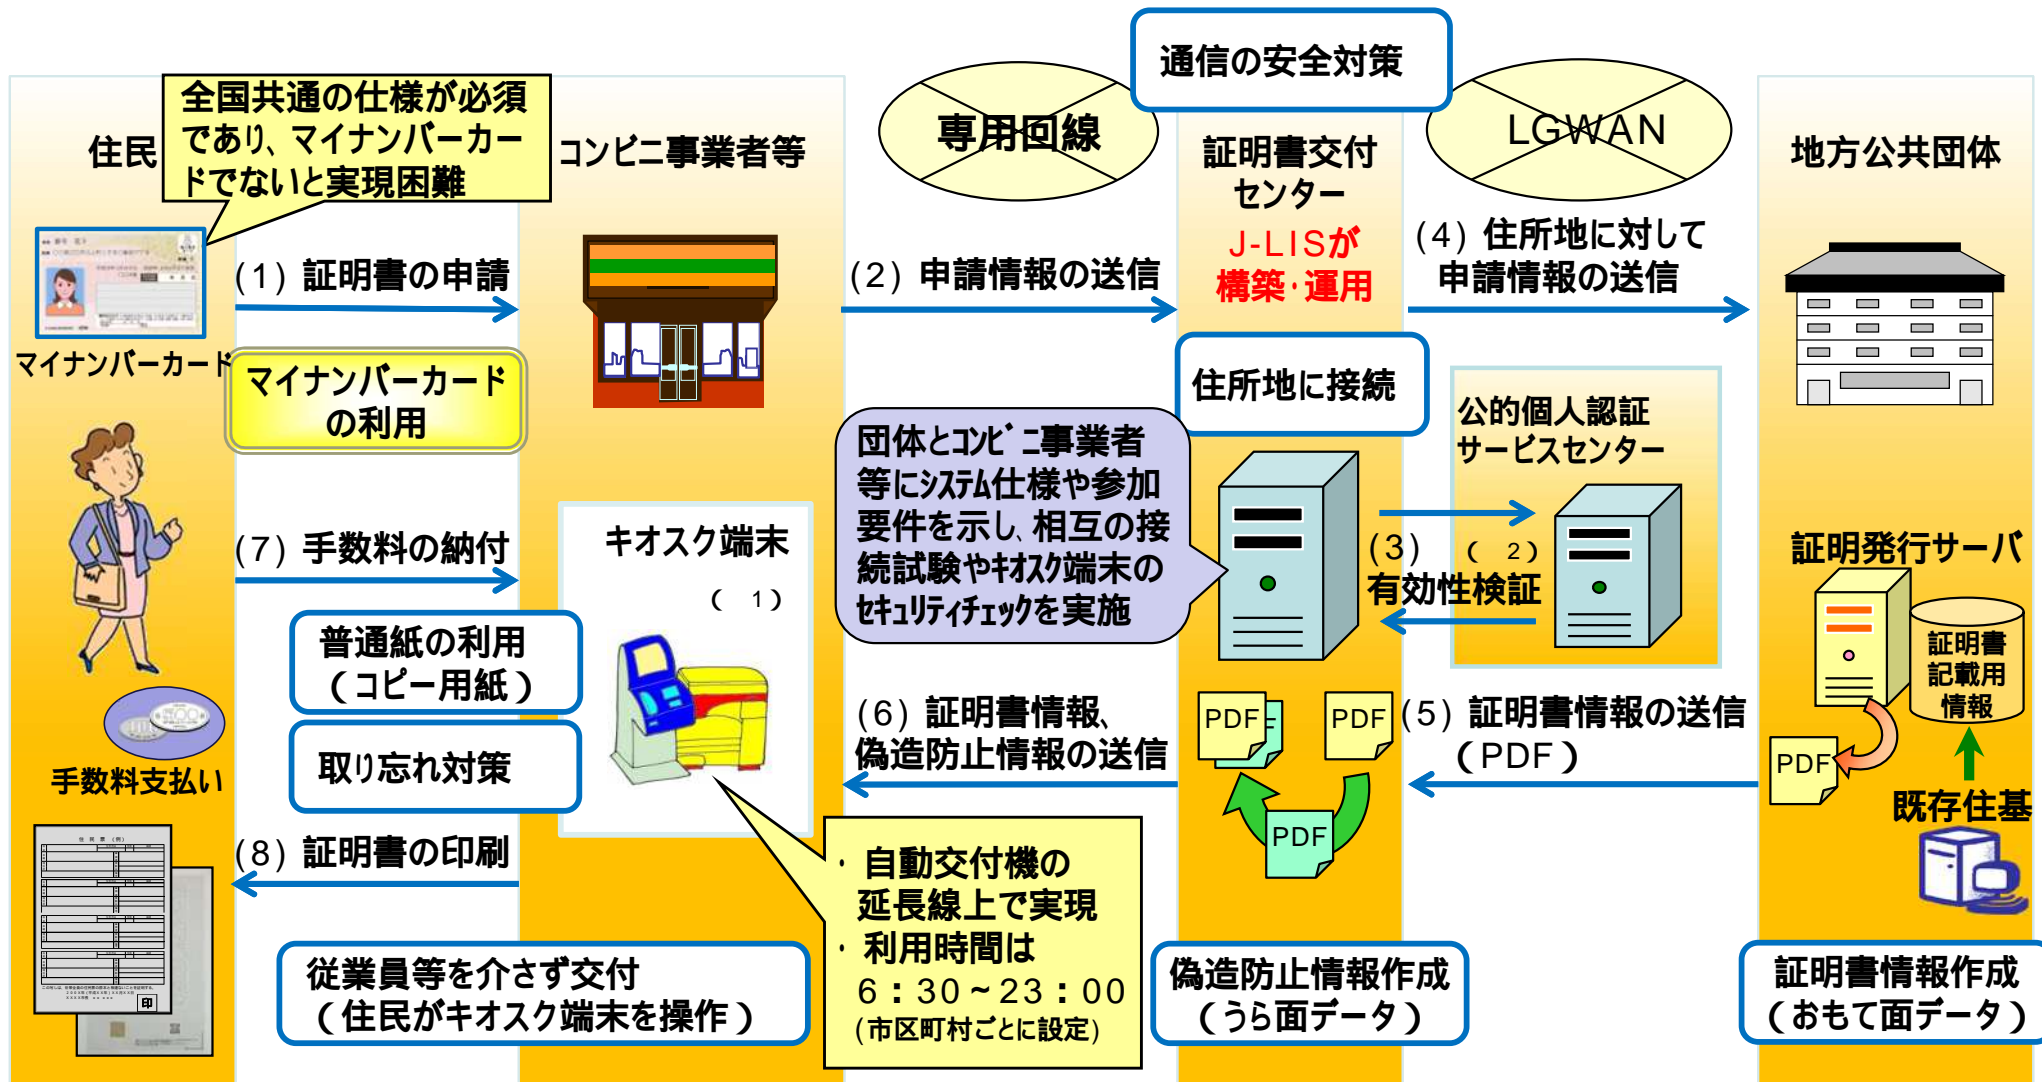 通信の安全対策
全国共通の仕様が必須
であり、マイナンバーカー
ドでないと実現困難
住民
コンビニ事業者等
専用回線
証明書交付
センター
J-LISが
構築・運用
LGWAN
地方公共団体
(1) 証明書の申請
(2) 申請情報の送信
(4) 住所地に対して
申請情報の送信
マイナンバーカード
マイナンバーカード
の利用
住所地に接続
公的個人認証
サービスセンター
団体とコンビニ事業者
等にシステム仕様や参加
要件を示し、相互の接
続試験やキオスク端末の
セキュリティチェックを実施
(3)
( 2)
有効性検証
(7) 手数料の納付
キオスク端末
( 1)
証明発行サーバ
証明書
記載用
情報
普通紙の利用
(コピー用紙)
取り忘れ対策
手数料支払い
(6) 証明書情報、
偽造防止情報の送信
PDF
PDF
PDF
(5) 証明書情報の送信
(PDF)
PDF
既存住基
(8) 証明書の印刷
住 民 票 (例)
印
・ 自動交付機の
延長線上で実現
・ 利用時間は
6:30~23:00
(市区町村ごとに設定)
従業員等を介さず交付
(住民がキオスク端末を操作)
偽造防止情報作成
(うら面データ)
証明書情報作成
(おもて面データ)